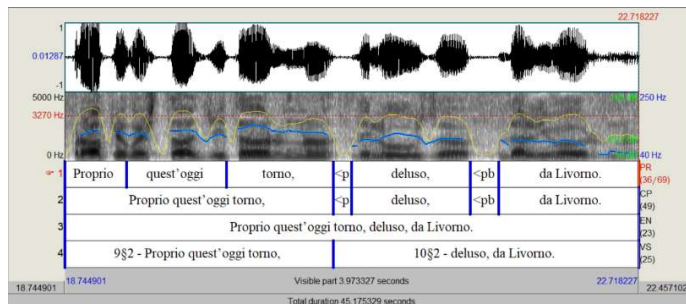 22.718227
1
0.01287
-1
5000 Hz 250 Hz
3270 Hz
0 Hz 40 Hz
1 Proprio quest'oggi torno, <p deluso, <pb da Livorno. PR (36/69)
2 Proprio quest'oggi torno, <p deluso, <pb da Livorno. CP (49)
3 Proprio quest'oggi torno, deluso, da Livorno. EN (23)
4 9§2 - Proprio quest'oggi torno, 10§2 - deluso, da Livorno. VS (25)
18.744901 Visible part 3.973327 seconds 22.718227
18.744901 22.457102
Total duration 45.175329 seconds